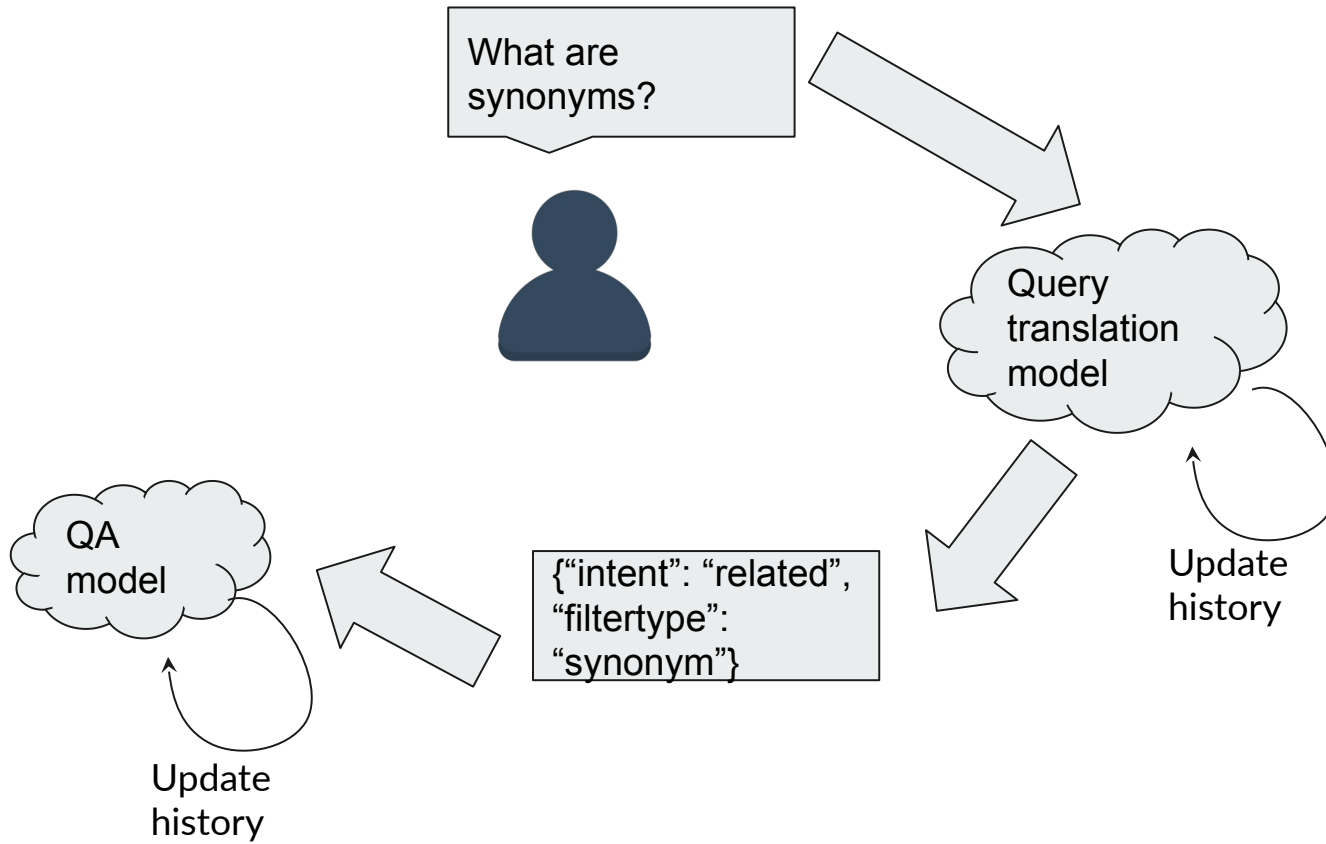 What are
synonyms?
Query
translation
model
Update
history
{“intent”: “related”,
“filtertype”:
“synonym”}
QA
model
Update
history